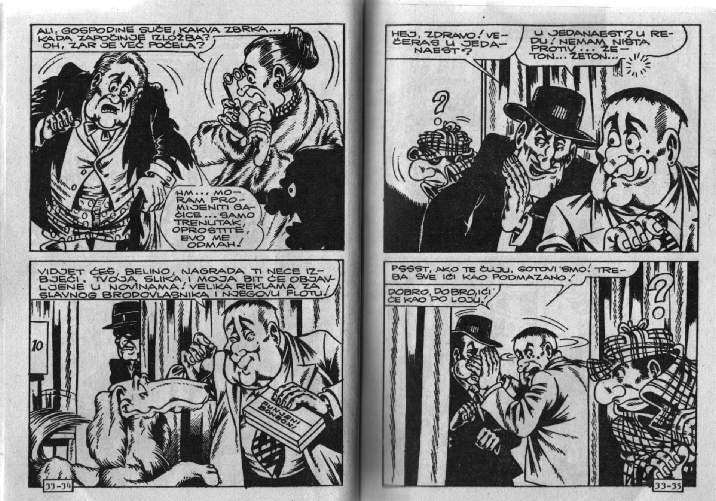 ALI, GOSPODINE SUČE, KAKVA ZBRKA...
KADA ZAPOČINJE IZLOŽBA?
OH, ZAR JE VEĆ POČELA?
HM... MO-
RAM PRO-
MIJENITI GA-
ĆICE... SAMO
TRENUTAK,
OPROSTITE,
EVO ME
ODMAH!
VIDJET ĆEŠ, BELINO, NAGRADA TI NEĆE IZ-
BJEĆI. TVOJA SLIKA I MOJA BIT ĆE OBJAV-
LJENE U NOVINAMA! VELIKA REKLAMA ZA
SLAVNOG BRODOVLASNIKA I NJEGOVU FLOTU!
10
33-34
HEJ, ZDRAVO! VE-
ČERAS U JEDA-
NAEST?
U JEDANAEST? U RE-
DU! NEMAM NIŠTA
PROTIV... ZE-
TON... ZETON...
?
PSSST, AKO TE ČUJU, GOTOVI SMO! TRE-
BA SVE IĆI KAO PODMAZANO!
DOBRO, DOBRO, IĆI
ĆE KAO PO LOJU!
?
33-35